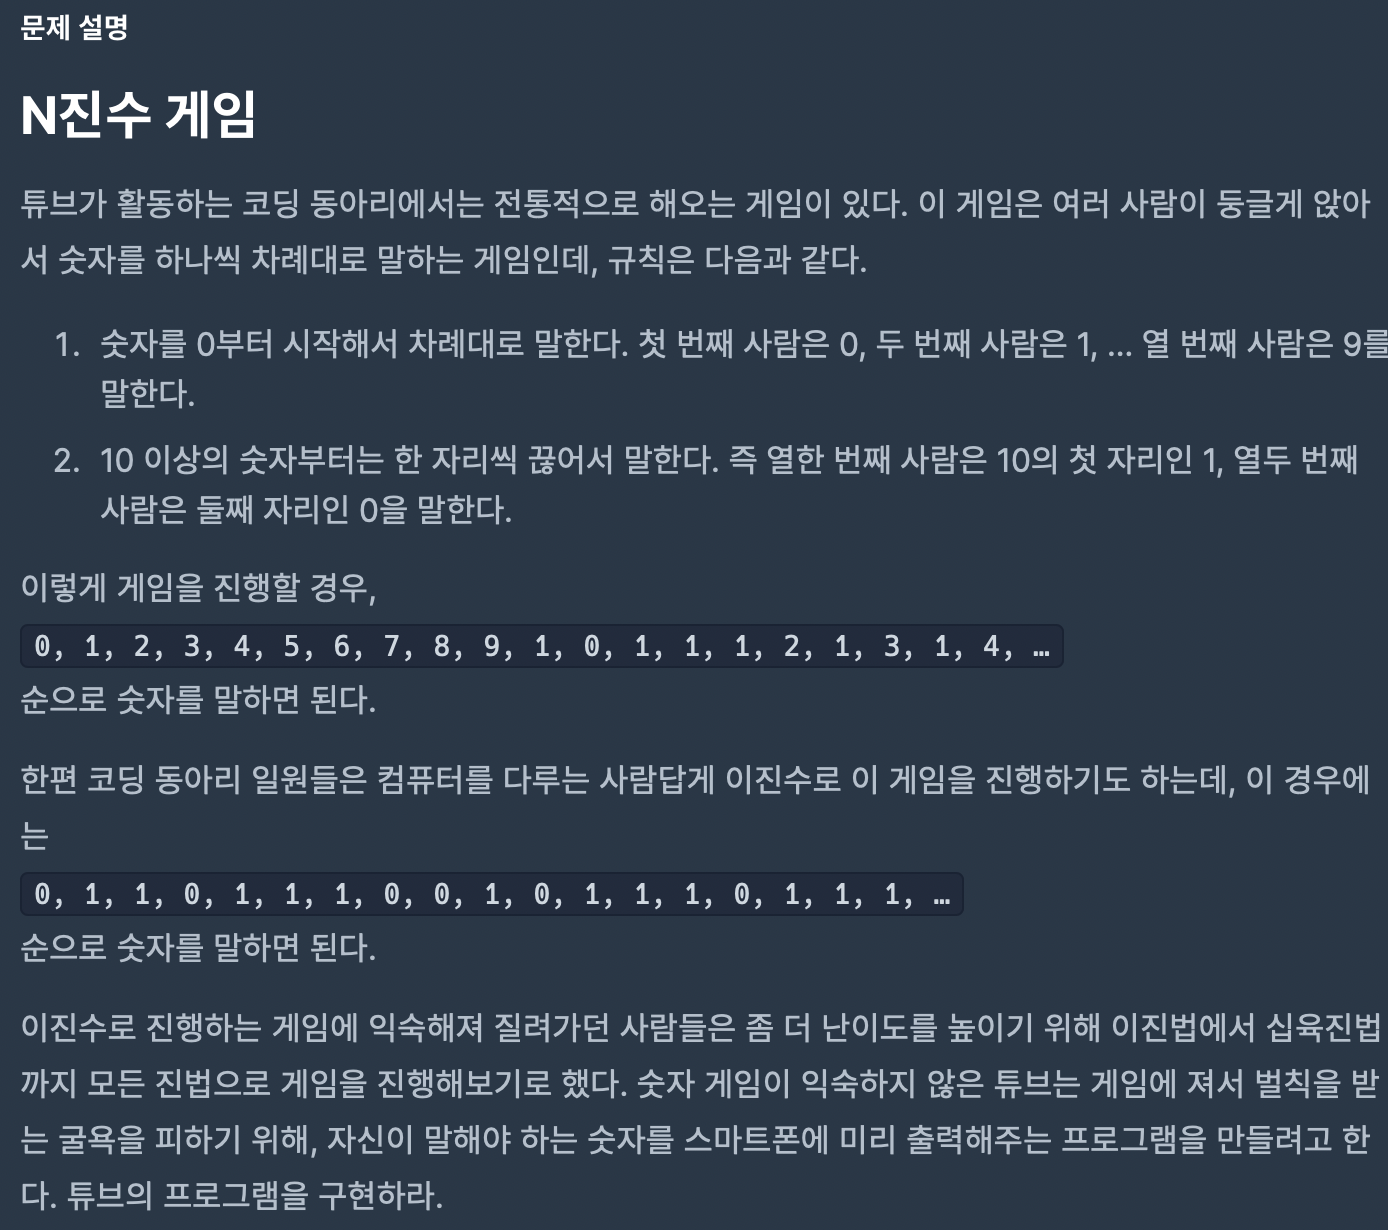 문제 설명
N진수 게임
튜브가 활동하는 코딩 동아리에서는 전통적으로 해오는 게임이 있다. 이 게임은 여러 사람이 둥글게 앉아
서 숫자를 하나씩 차례대로 말하는 게임인데, 규칙은 다음과 같다.
1. 숫자를 0부터 시작해서 차례대로 말한다. 첫 번째 사람은 0, 두 번째 사람은 1, … 열 번째 사람은 9를
말한다.
2. 10 이상의 숫자부터는 한 자리씩 끊어서 말한다. 즉 열한 번째 사람은 10의 첫 자리인 1, 열두 번째
사람은 둘째 자리인 0을 말한다.
이렇게 게임을 진행할 경우,
0, 1, 2, 3, 4, 5, 6, 7, 8, 9, 1, 0, 1, 1, 1, 2, 1, 3, 1, 4, …
순으로 숫자를 말하면 된다.
한편 코딩 동아리 일원들은 컴퓨터를 다루는 사람답게 이진수로 이 게임을 진행하기도 하는데, 이 경우에
는
0, 1, 1, 0, 1, 1, 1, 0, 0, 1, 0, 1, 1, 1, 0, 1, 1, 1, …
순으로 숫자를 말하면 된다.
이진수로 진행하는 게임에 익숙해져 질려가던 사람들은 좀 더 난이도를 높이기 위해 이진법에서 십육진법
까지 모든 진법으로 게임을 진행해보기로 했다. 숫자 게임이 익숙하지 않은 튜브는 게임에 져서 벌칙을 받
는 굴욕을 피하기 위해, 자신이 말해야 하는 숫자를 스마트폰에 미리 출력해주는 프로그램을 만들려고 한
다. 튜브의 프로그램을 구현하라.